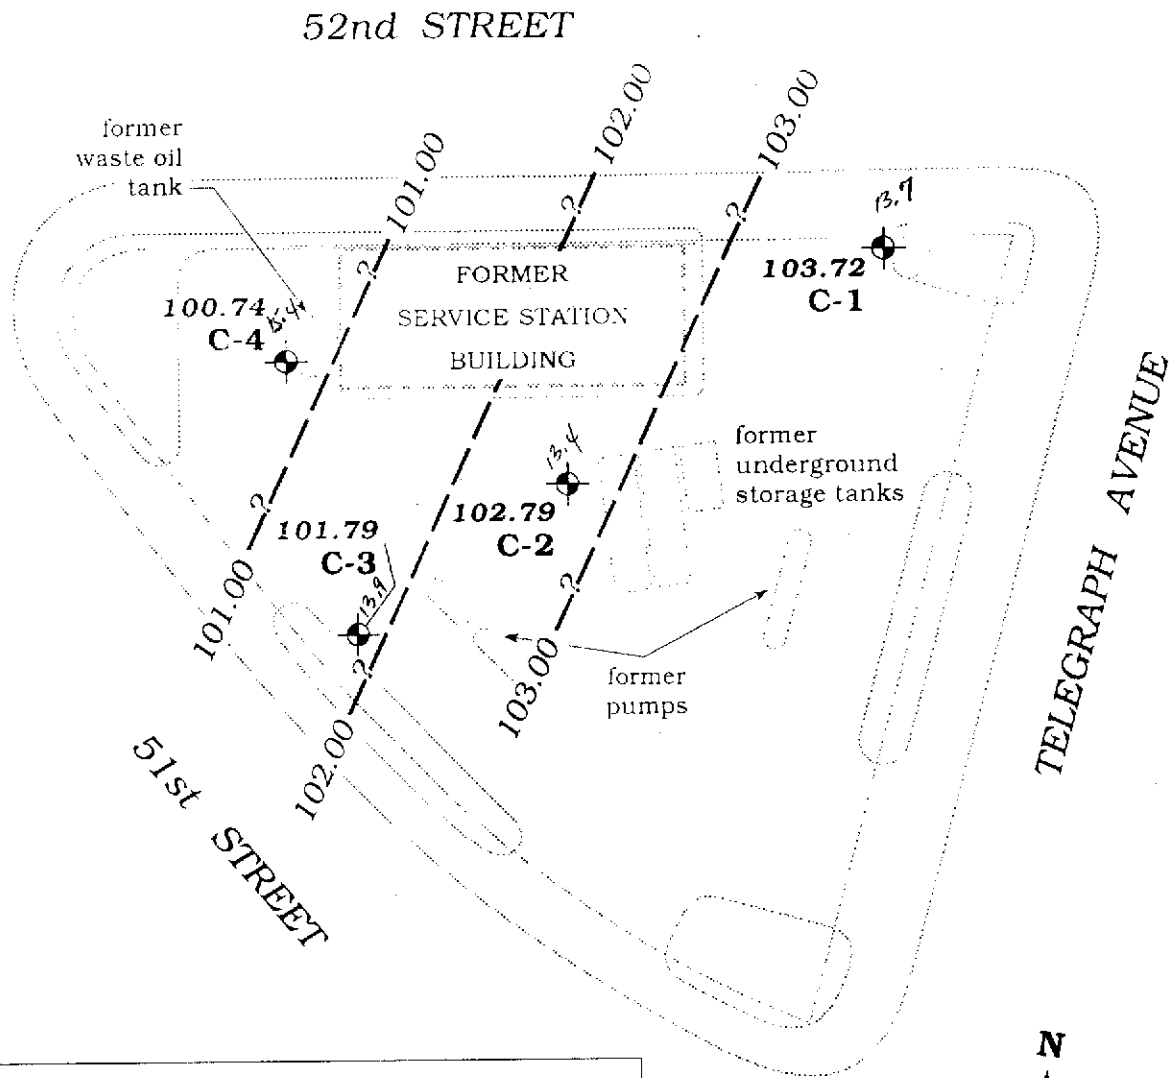 52nd STREET
former
waste oil
tank
101.00
102.00
103.00
13.7
103.72
C-1
FORMER
SERVICE STATION
BUILDING
100.74
15.4
C-4
?
?
?
former
underground
storage tanks
13.4
102.79
C-2
101.79
C-3
13.9
?
?
?
101.00
102.00
103.00
former
pumps
51st STREET
TELEGRAPH AVENUE
N